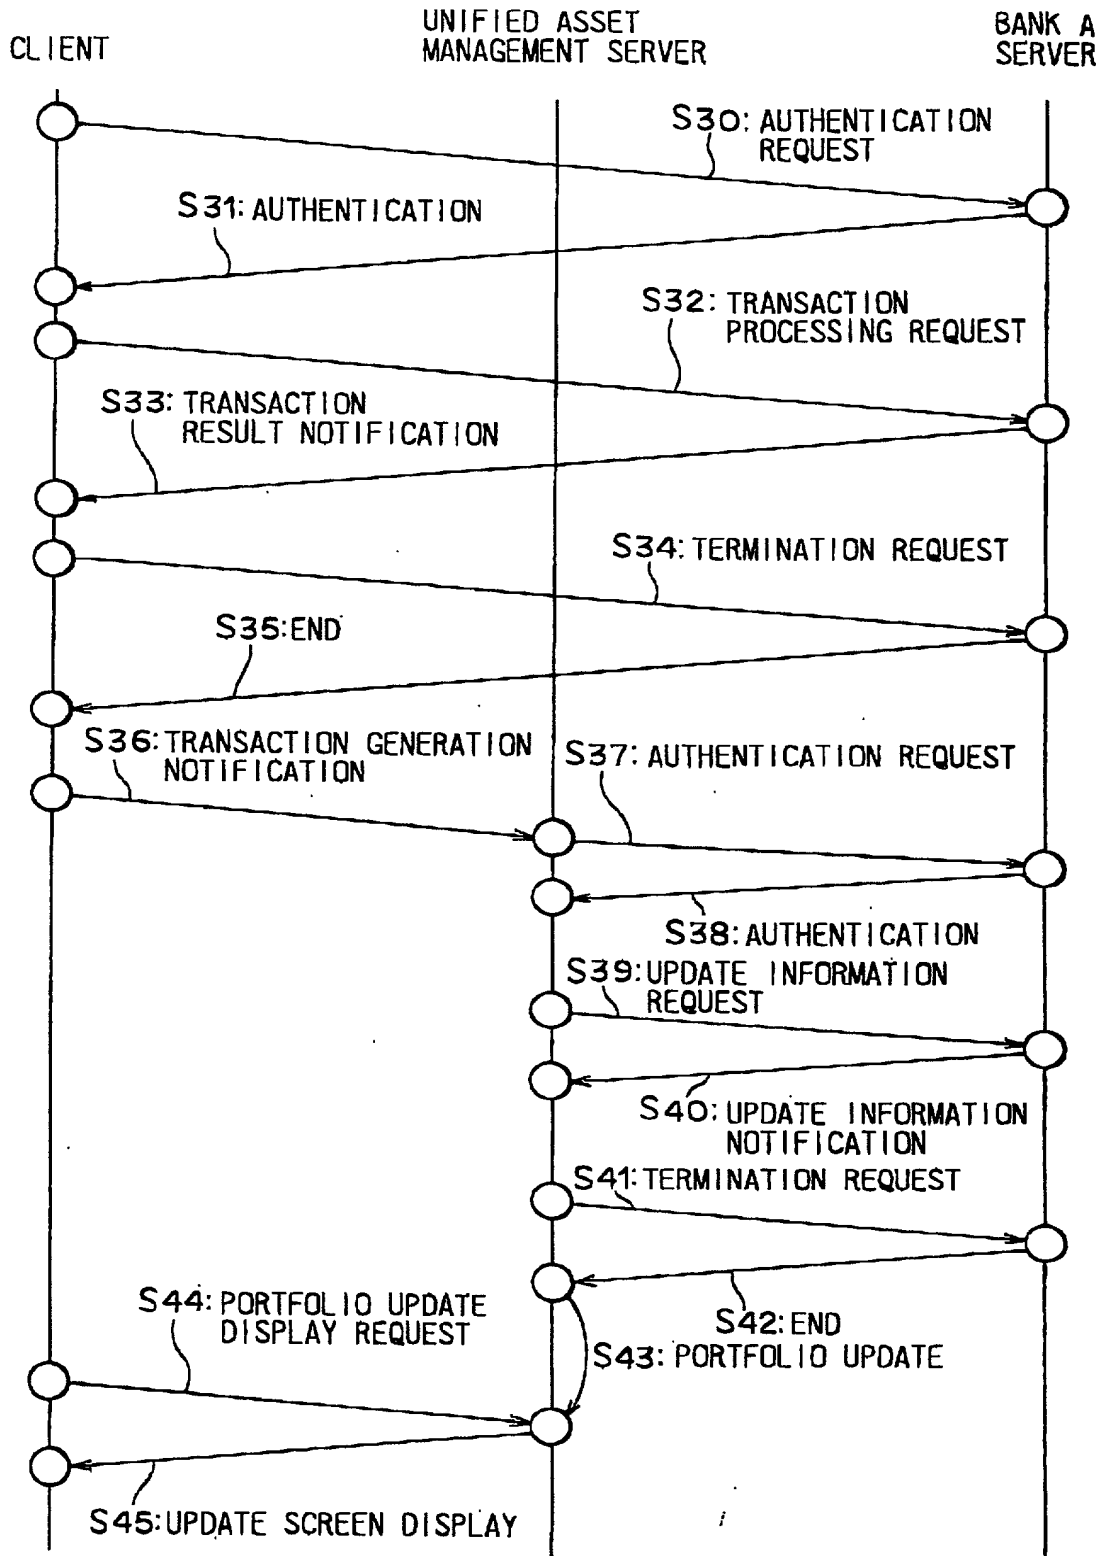 CLIENT
UNIFIED ASSET
MANAGEMENT SERVER
BANK A
SERVER
S30: AUTHENTICATION
REQUEST
S31: AUTHENTICATION
S32: TRANSACTION
PROCESSING REQUEST
S33: TRANSACTION
RESULT NOTIFICATION
S34: TERMINATION REQUEST
S35: END
S36: TRANSACTION GENERATION
NOTIFICATION
S37: AUTHENTICATION REQUEST
S38: AUTHENTICATION
S39: UPDATE INFORMATION
REQUEST
S40: UPDATE INFORMATION
NOTIFICATION
S41: TERMINATION REQUEST
S42: END
S43: PORTFOLIO UPDATE
S44: PORTFOLIO UPDATE
DISPLAY REQUEST
S45: UPDATE SCREEN DISPLAY